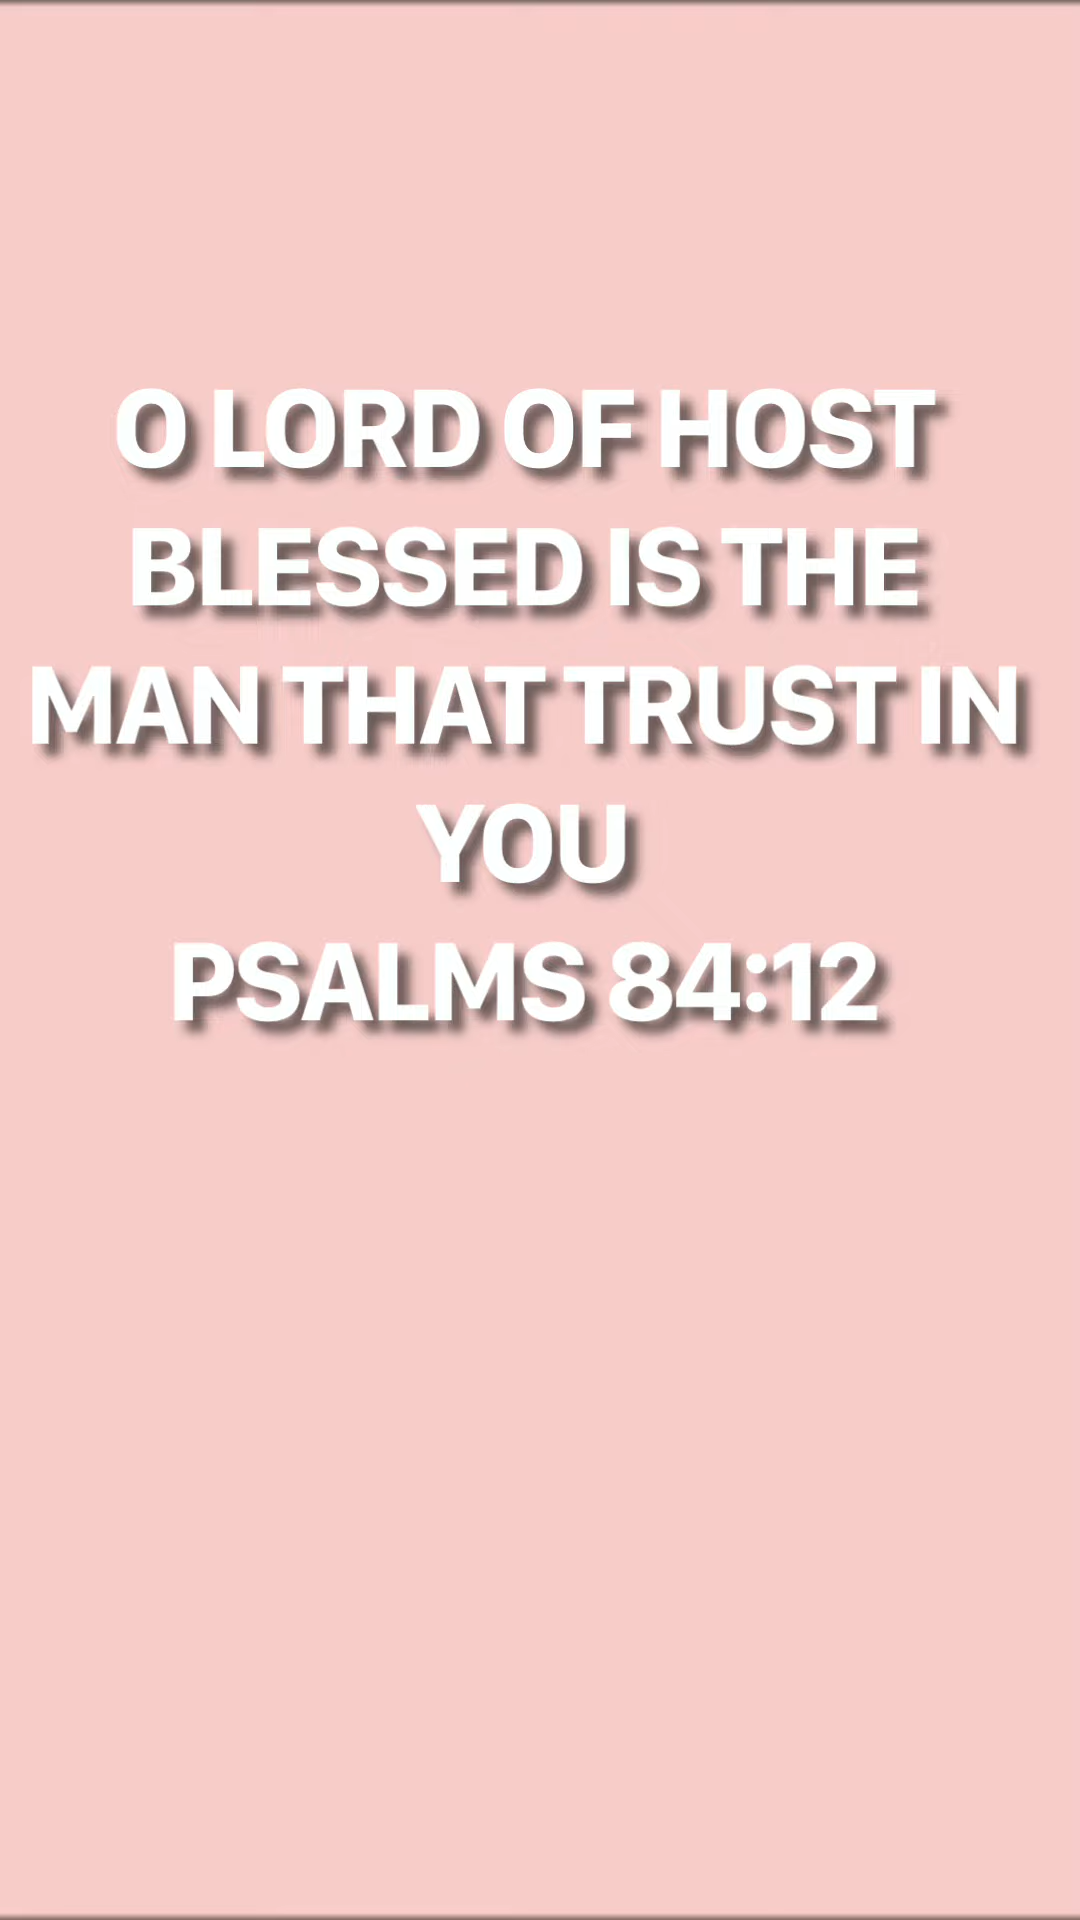 O LORD OF HOST
BLESSED IS THE
MAN THAT TRUST IN
YOU
PSALMS 84:12